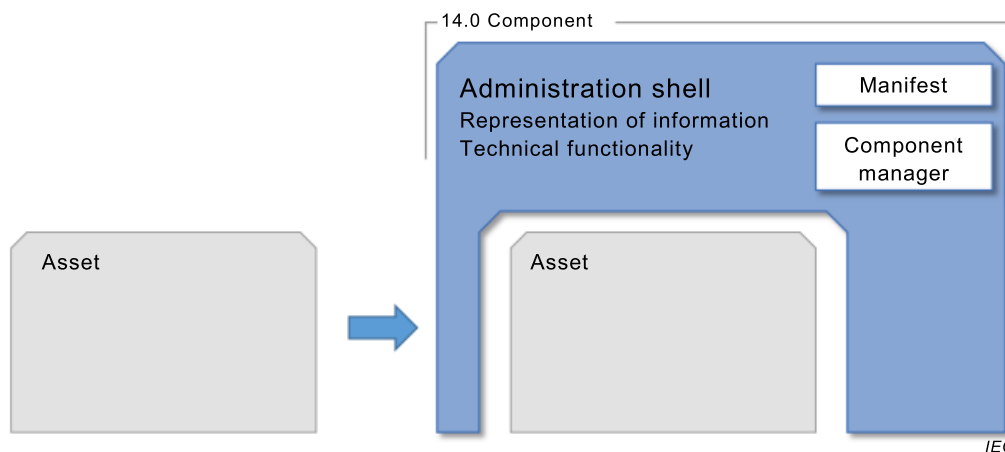 14.0 Component
Administration shell
Representation of information
Technical functionality
Manifest
Component
manager
Asset
Asset